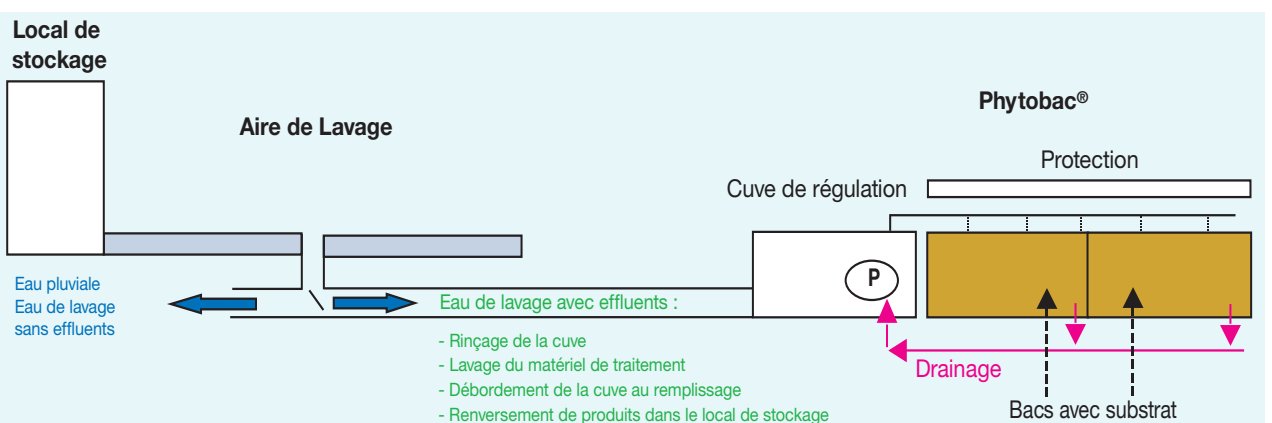 Local de
stockage
Aire de Lavage
Phytobac®
Protection
Cuve de régulation
P
Eau pluviale
Eau de lavage
sans effluents
Eau de lavage avec effluents :
- Rinçage de la cuve
- Lavage du matériel de traitement
- Débordement de la cuve au remplissage
- Renversement de produits dans le local de stockage
Drainage
Bacs avec substrat